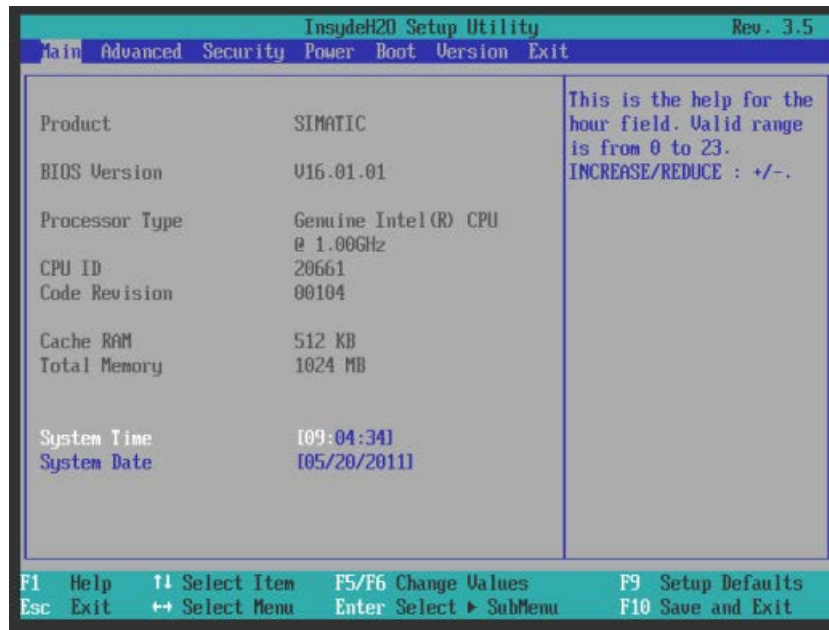 InsydeH2O Setup Utility Rev. 3.5
Main Advanced Security Power Boot Version Exit
Product SIMATIC
BIOS Version V16.01.01
Processor Type Genuine Intel(R) CPU
@ 1.00GHz
CPU ID 20661
Code Revision 00104
Cache RAM 512 KB
Total Memory 1024 MB
System Time [09:04:34]
System Date [05/20/2011]
This is the help for the
hour field. Valid range
is from 0 to 23.
INCREASE/REDUCE : +/-.
F1 Help ↑↓ Select Item F5/F6 Change Values F9 Setup Defaults
Esc Exit ↔ Select Menu Enter Select ▶ SubMenu F10 Save and Exit